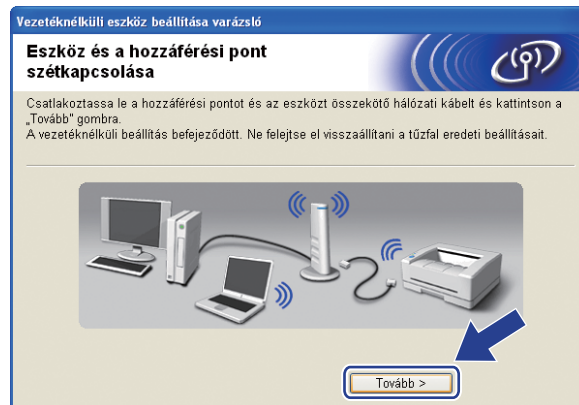 Vezetéknélküli eszköz beállítása varázsló
Eszköz és a hozzáférési pont
szétkapcsolása
Csatlakoztassa le a hozzáférési pontot és az eszközt összekötő hálózati kábelt és kattintson a
„Tovább" gombra.
A vezetéknélküli beállítás befejeződött. Ne felejtse el visszaállítani a tűzfal eredeti beállításait.
Tovább >